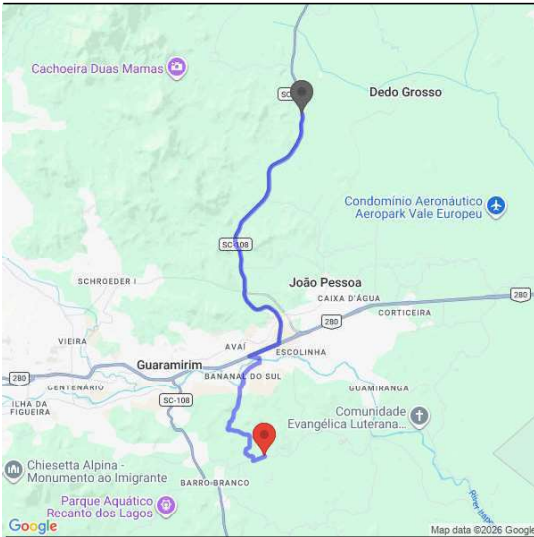 Cachoeira Duas Mamas
SC
Dedo Grosso
Condomínio Aeronáutico
Aeropark Vale Europeu
SC-108
SCHROEDER I
João Pessoa
CAIXA D'ÁGUA
280
CORTICEIRA
280
VIEIRA
AVAÍ
ESCOLINHA
Guaramirim
280
BANANAL DO SUL
CENTENÁRIO
GUAMIRANGA
SC-108
ILHA DA
FIGUEIRA
Comunidade
Evangélica Luterana...
Chiesetta Alpina -
Monumento ao Imigrante
BARRO BRANCO
Parque Aquático
Recanto dos Lagos
Google
Map data ©2026 Google